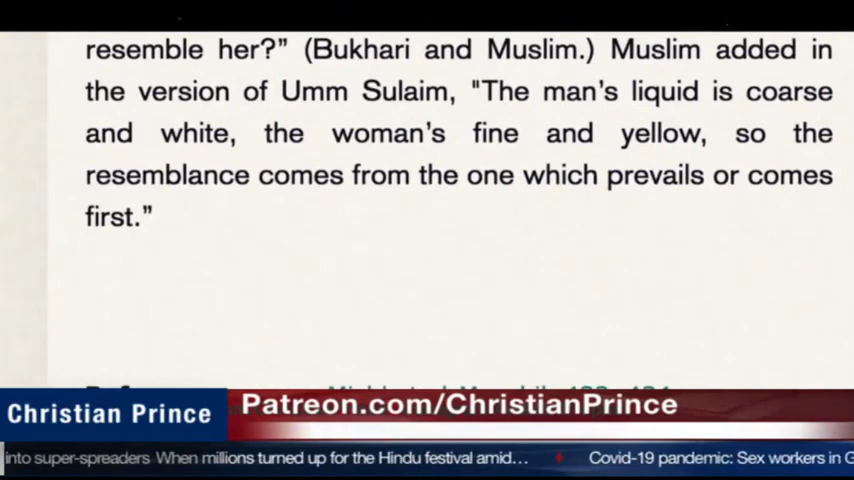 resemble her?” (Bukhari and Muslim.) Muslim added in
the version of Umm Sulaim, "The man’s liquid is coarse
and white, the woman’s fine and yellow, so the
resemblance comes from the one which prevails or comes
first.”
Christian Prince
Patreon.com/ChristianPrince
into super-spreaders When millions turned up for the Hindu festival amid... Covid-19 pandemic: Sex workers in